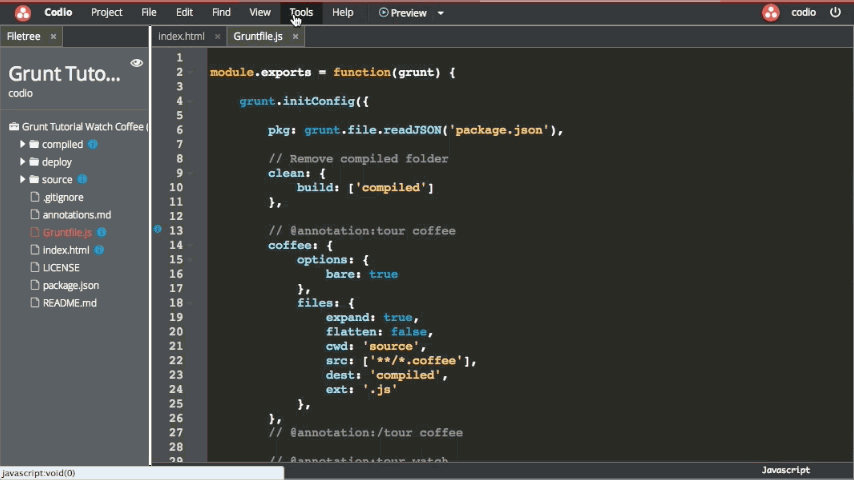 Codio Project File Edit Find View Tools Help Preview codio
Filetree × index.html × Gruntfile.js ×
Grunt Tuto...
codio
Grunt Tutorial Watch Coffee (
compiled
deploy
source
.gitignore
annotations.md
Gruntfile.js
index.html
LICENSE
package.json
README.md
1
2 module.exports = function(grunt) {
3
4 grunt.initConfig({
5
6 pkg: grunt.file.readJSON('package.json'),
7
8 // Remove compiled folder
9 clean: {
10 build: ['compiled']
11 },
12
13 // @annotation:tour coffee
14 coffee: {
15 options: {
16 bare: true
17 },
18 files: {
19 expand: true,
20 flatten: false,
21 cwd: 'source',
22 src: ['**/*.coffee'],
23 dest: 'compiled',
24 ext: '.js'
25 },
26 },
27 // @annotation:/tour coffee
28
29 // @annotation:tour watch
javascript:void(0)
Javascript